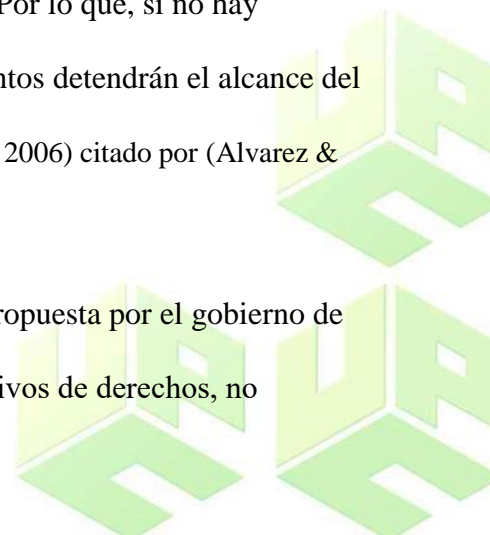 Por lo que, si no hay
ntos detendrán el alcance del
2006) citado por (Alvarez &
ropuesta por el gobierno de
ivos de derechos, no